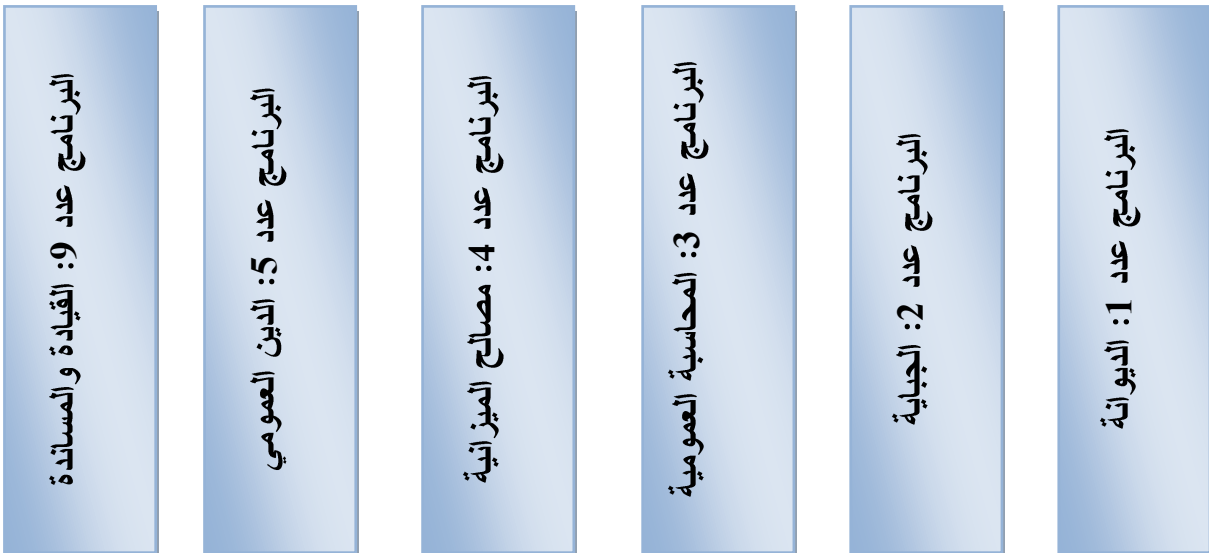 البرنامج عدد 1: الديوانة
البرنامج عدد 2: الجباية
البرنامج عدد 3: المحاسبة العمومية
البرنامج عدد 4: مصالح الميزانية
البرنامج عدد 5: الدين العمومي
البرنامج عدد 9: القيادة والمساندة